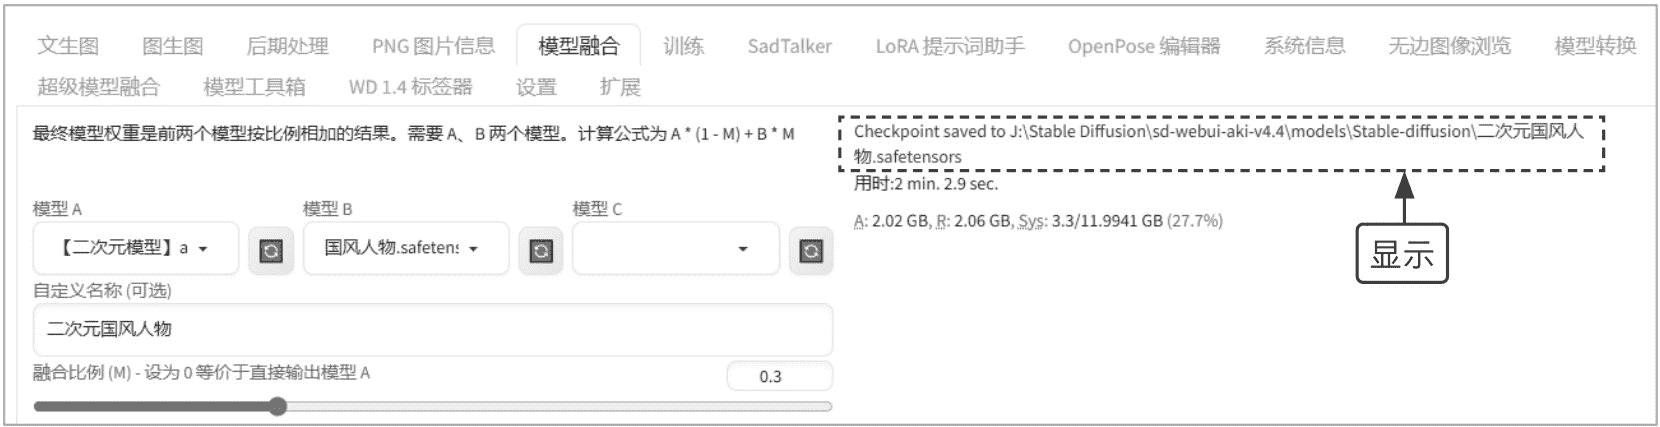 文生图 图生图 后期处理 PNG 图片信息 模型融合 训练 SadTalker LoRA 提示词助手 OpenPose 编辑器 系统信息 无边图像浏览 模型转换
超级模型融合 模型工具箱 WD 1.4 标签器 设置 扩展
最终模型权重是前两个模型按比例相加的结果。需要 A、B 两个模型。计算公式为 A * (1 - M) + B * M
Checkpoint saved to J:\Stable Diffusion\sd-webui-aki-v4.4\models\Stable-diffusion\二次元国风人
物.safetensors
用时:2 min. 2.9 sec.
A: 2.02 GB, R: 2.06 GB, Sys: 3.3/11.9941 GB (27.7%)
显示
模型 A 模型 B 模型 C
【二次元模型】a 国风人物.safetens
自定义名称 (可选)
二次元国风人物
融合比例 (M) - 设为 0 等价于直接输出模型 A 0.3